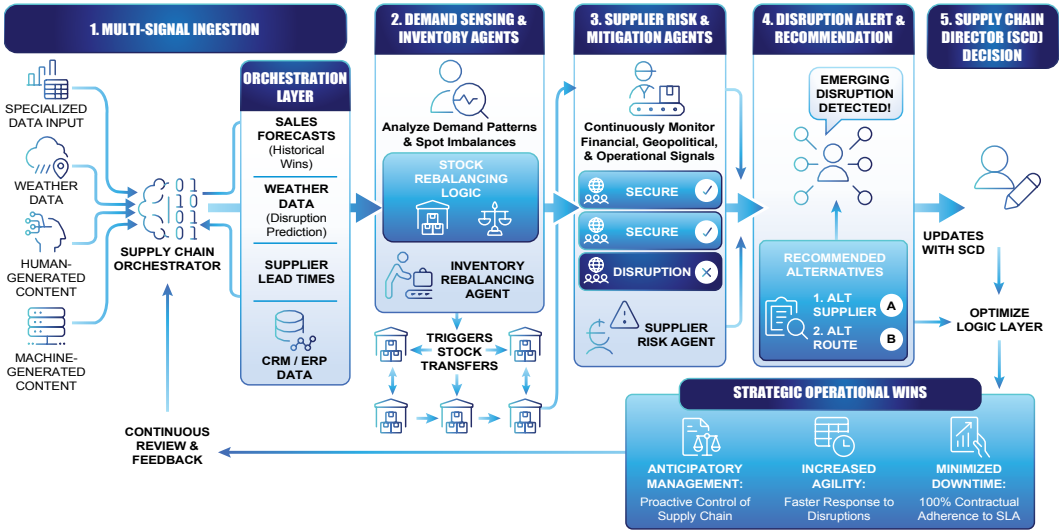 1. MULTI-SIGNAL INGESTION
SPECIALIZED
DATA INPUT
WEATHER
DATA
HUMAN-
GENERATED
CONTENT
MACHINE-
GENERATED
CONTENT
01
10
01
10
SUPPLY CHAIN
ORCHESTRATOR
CONTINUOUS
REVIEW &
FEEDBACK
ORCHESTRATION
LAYER
SALES
FORECASTS
(Historical
Wins)
WEATHER
DATA
(Disruption
Prediction)
SUPPLIER
LEAD TIMES
CRM / ERP
DATA
2. DEMAND SENSING &
INVENTORY AGENTS
Analyze Demand Patterns
& Spot Imbalances
STOCK
REBALANCING
LOGIC
INVENTORY
REBALANCING
AGENT
TRIGGERS
STOCK
TRANSFERS
3. SUPPLIER RISK &
MITIGATION AGENTS
Continuously Monitor
Financial, Geopolitical,
& Operational Signals
SECURE
SECURE
DISRUPTION
SUPPLIER
RISK AGENT
4. DISRUPTION ALERT &
RECOMMENDATION
EMERGING
DISRUPTION
DETECTED!
RECOMMENDED
ALTERNATIVES
1. ALT
SUPPLIER
A
2. ALT
ROUTE
B
5. SUPPLY CHAIN
DIRECTOR (SCD)
DECISION
UPDATES
WITH SCD
OPTIMIZE
LOGIC LAYER
STRATEGIC OPERATIONAL WINS
ANTICIPATORY
MANAGEMENT:
Proactive Control of
Supply Chain
INCREASED
AGILITY:
Faster Response to
Disruptions
MINIMIZED
DOWNTIME:
100% Contractual
Adherence to SLA